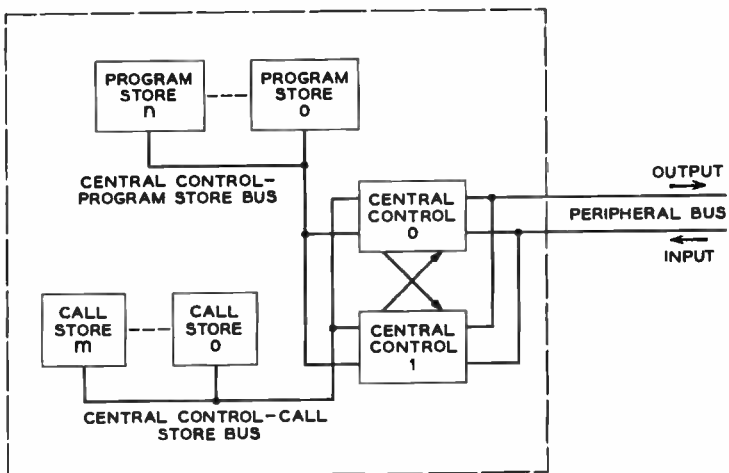 PROGRAM
STORE
n
PROGRAM
STORE
0
CENTRAL CONTROL-
PROGRAM STORE BUS
CENTRAL
CONTROL
0
OUTPUT
PERIPHERAL BUS
INPUT
CALL
STORE
m
CALL
STORE
0
CENTRAL
CONTROL
1
CENTRAL CONTROL-CALL
STORE BUS